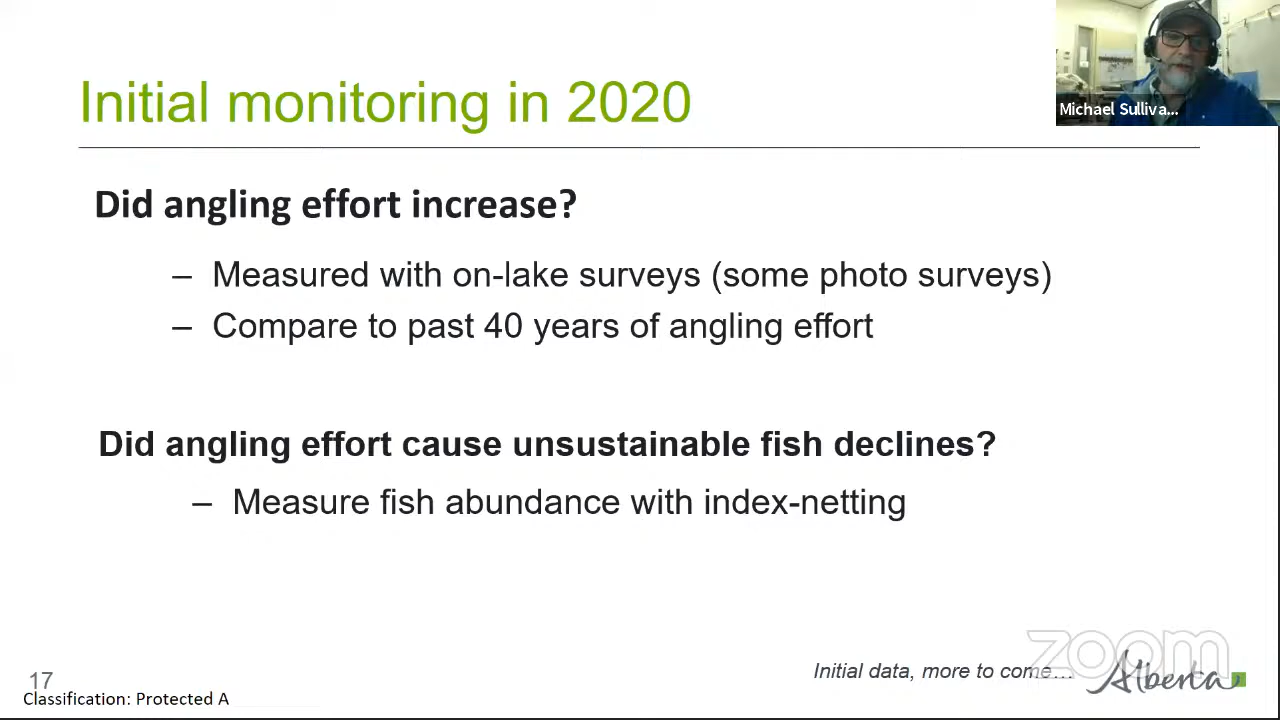 Initial monitoring in 2020
Michael Sulliva...
Did angling effort increase?
– Measured with on-lake surveys (some photo surveys)
– Compare to past 40 years of angling effort
Did angling effort cause unsustainable fish declines?
– Measure fish abundance with index-netting
zoom
17
Initial data, more to come…
Alberta
Classification: Protected A